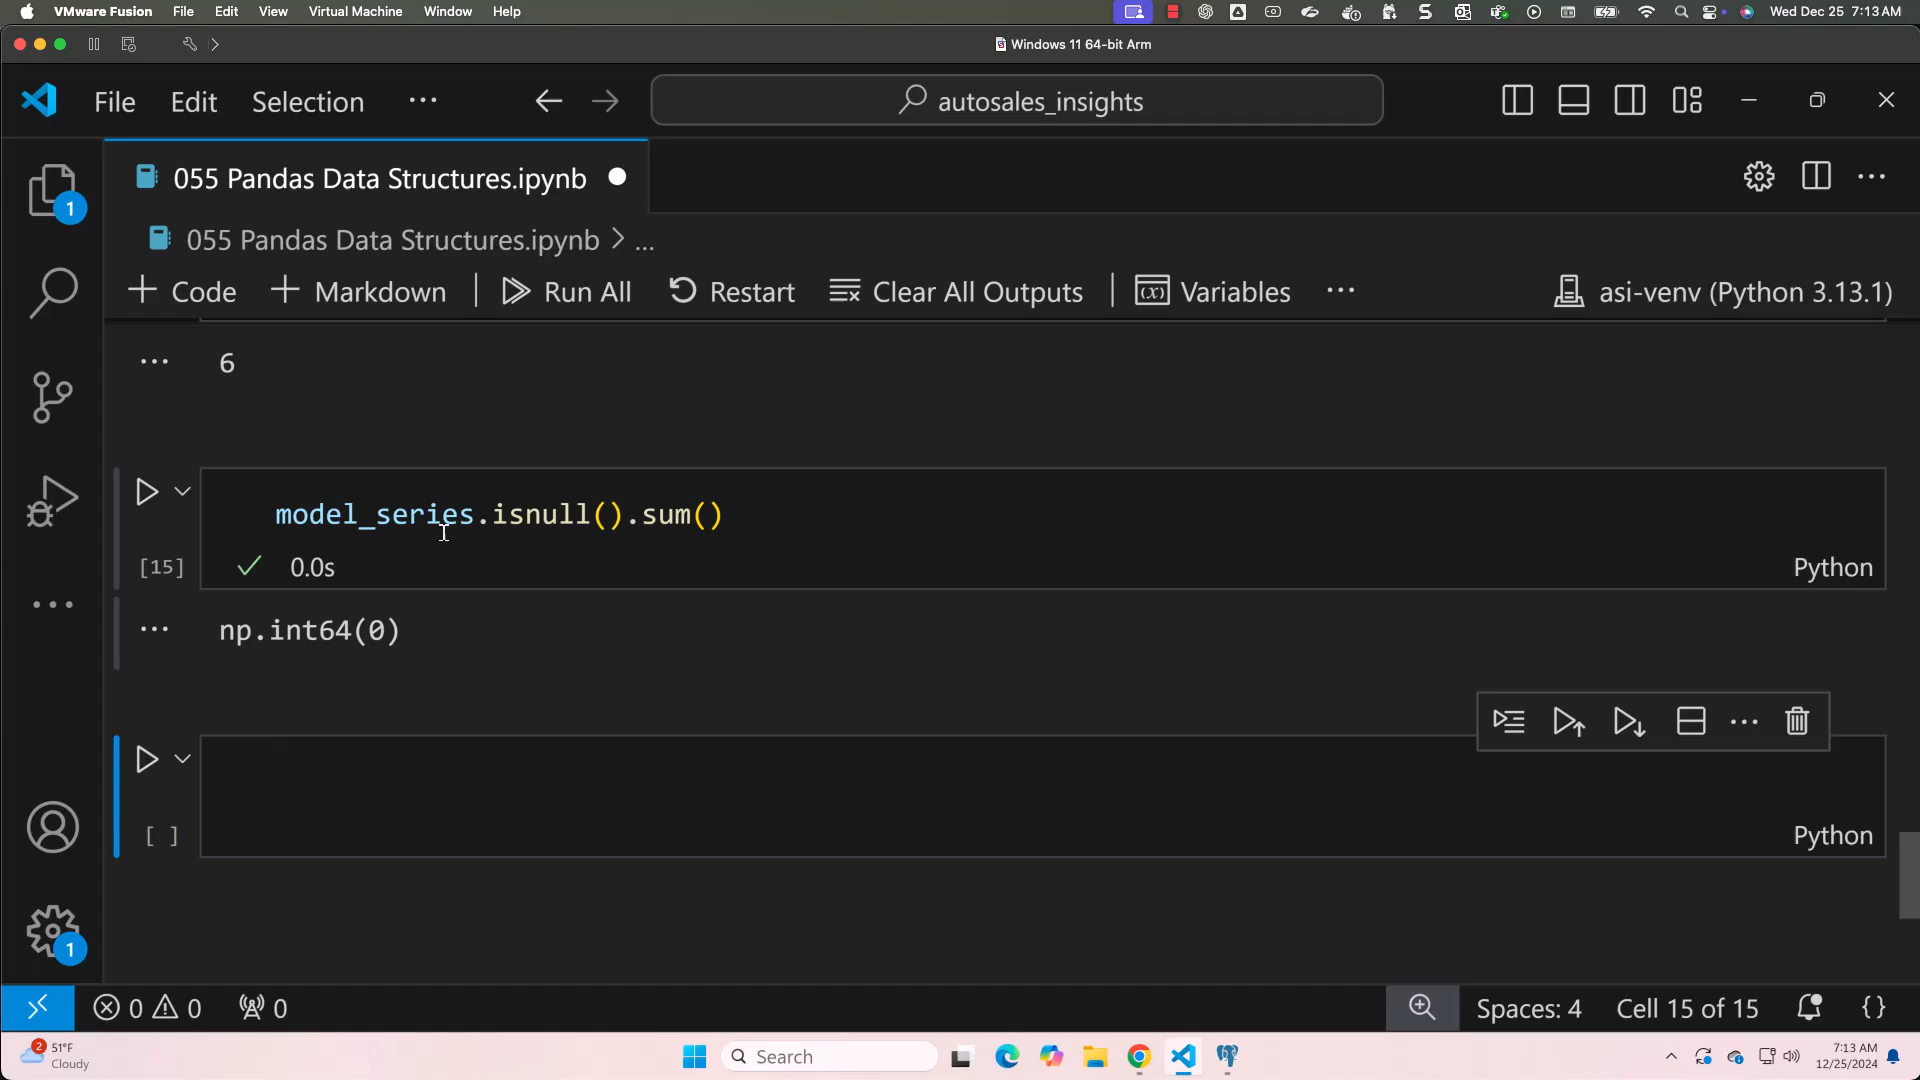 VMware Fusion File Edit View Virtual Machine Window Help Wed Dec 25 7:13 AM
Windows 11 64-bit Arm
File Edit Selection ··· autosales_insights
055 Pandas Data Structures.ipynb
1
055 Pandas Data Structures.ipynb > ...
+ Code + Markdown Run All Restart Clear All Outputs Variables ··· asi-venv (Python 3.13.1)
··· 6
model_series.isnull().sum()
[15] 0.0s Python
··· np.int64(0)
[ ] Python
1
0 0 0 Spaces: 4 Cell 15 of 15 {}
2 51°F Search 7:13 AM
Cloudy 12/25/2024